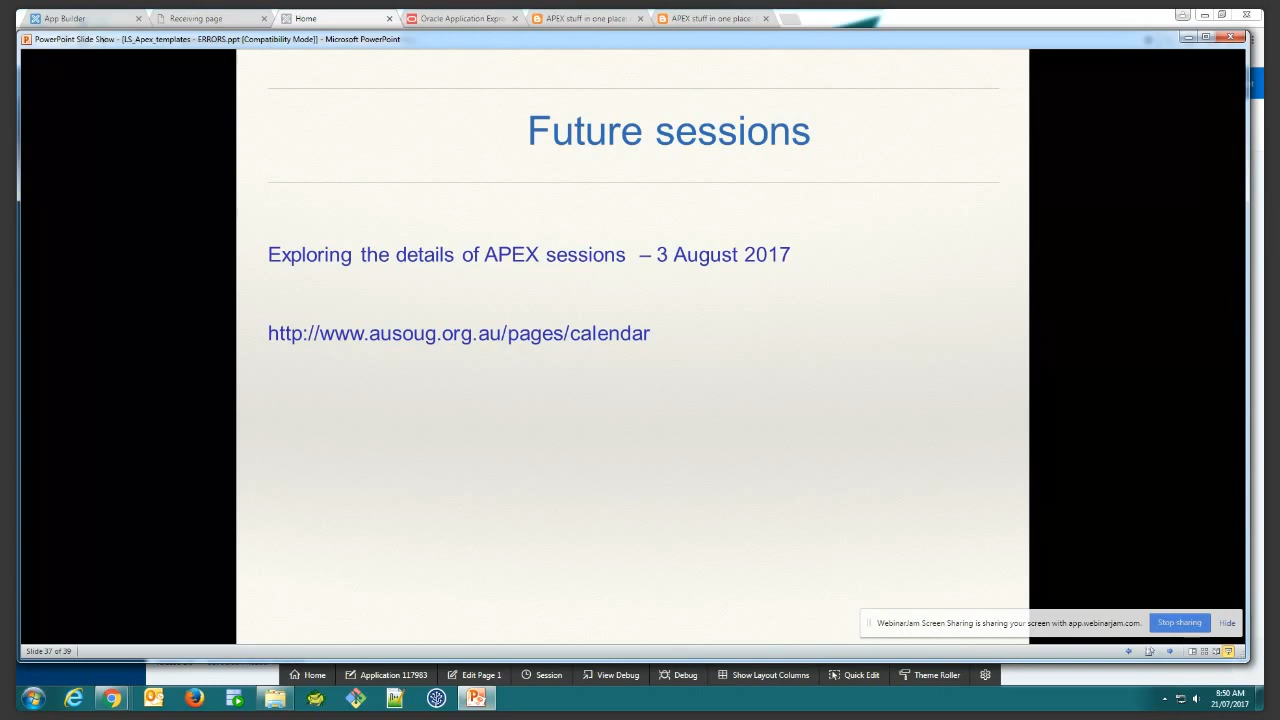 App Builder
Receiving page
Home
Oracle Application Expre
APEX stuff in one place:
APEX stuff in one place
PowerPoint Slide Show - [LS_Apex_templates - ERRORS.ppt [Compatibility Mode]] - Microsoft PowerPoint
Future sessions
Exploring the details of APEX sessions – 3 August 2017
http://www.ausoug.org.au/pages/calendar
WebinarJam Screen Sharing is sharing your screen with app.webinarjam.com.
Stop sharing
Hide
Slide 37 of 39
Home
Application 117983
Edit Page 1
Session
View Debug
Debug
Show Layout Columns
Quick Edit
Theme Roller
8:50 AM
21/07/2017